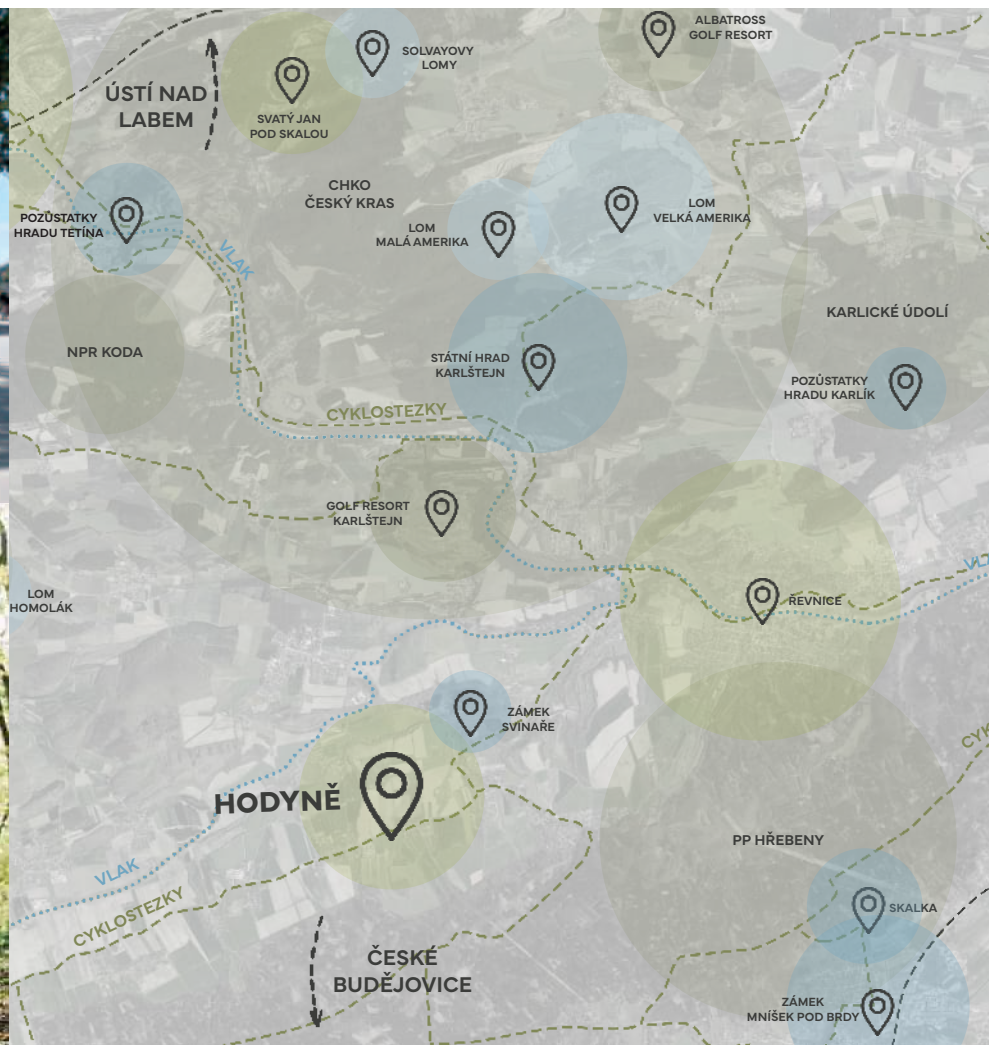 ALBATROSS
GOLF RESORT
SOLVAYOVY
LOMY
ÚSTÍ NAD
LABEM
SVATÝ JAN
POD SKALOU
CHKO
ČESKÝ KRAS
LOM
VELKÁ AMERIKA
POZŮSTATKY
HRADU TETÍNA
LOM
MALÁ AMERIKA
VLAK
KARLICKÉ ÚDOLÍ
NPR KODA
STÁTNÍ HRAD
KARLŠTEJN
POZŮSTATKY
HRADU KARLÍK
CYKLOSTEZKY
GOLF RESORT
KARLŠTEJN
LOM
HOMOLÁK
ŘEVNICE
ZÁMEK
SVINAŘE
HODYNĚ
PP HŘEBENY
VLAK
CYKLOSTEZKY
SKALKA
ČESKÉ
BUDĚJOVICE
ZÁMEK
MNÍŠEK POD BRDY